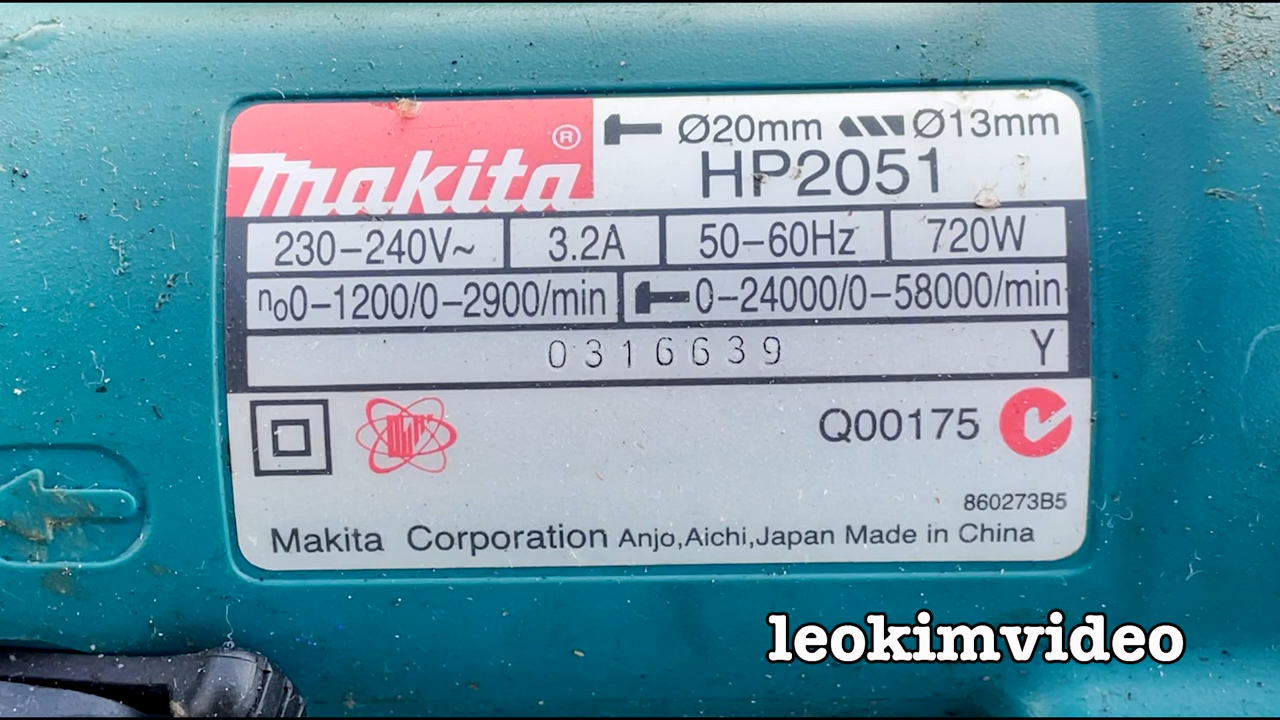 makita®
Ø20mm Ø13mm
HP2051
230-240V~ 3.2A 50-60Hz 720W
n₀0-1200/0-2900/min 0-24000/0-58000/min
0316639 Y
Q00175
860273B5
Makita Corporation Anjo,Aichi,Japan Made in China
leokimvideo